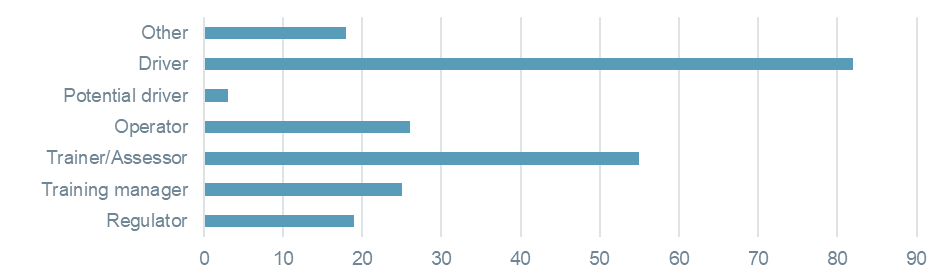 Other
Driver
Potential driver
Operator
Trainer/Assessor
Training manager
Regulator
0 10 20 30 40 50 60 70 80 90